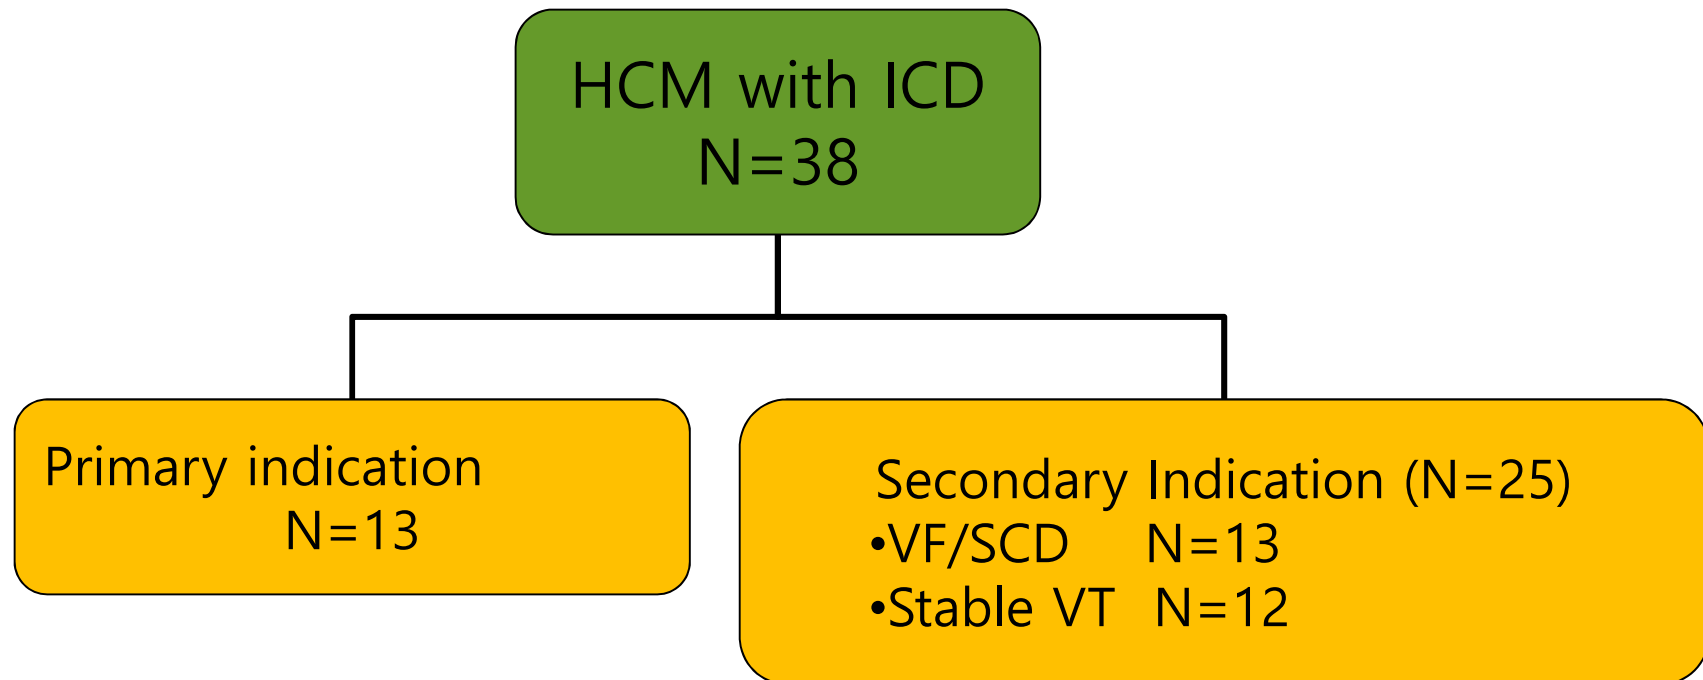 HCM with ICD
N=38
Primary indication
N=13
Secondary Indication (N=25)
•VF/SCD N=13
•Stable VT N=12